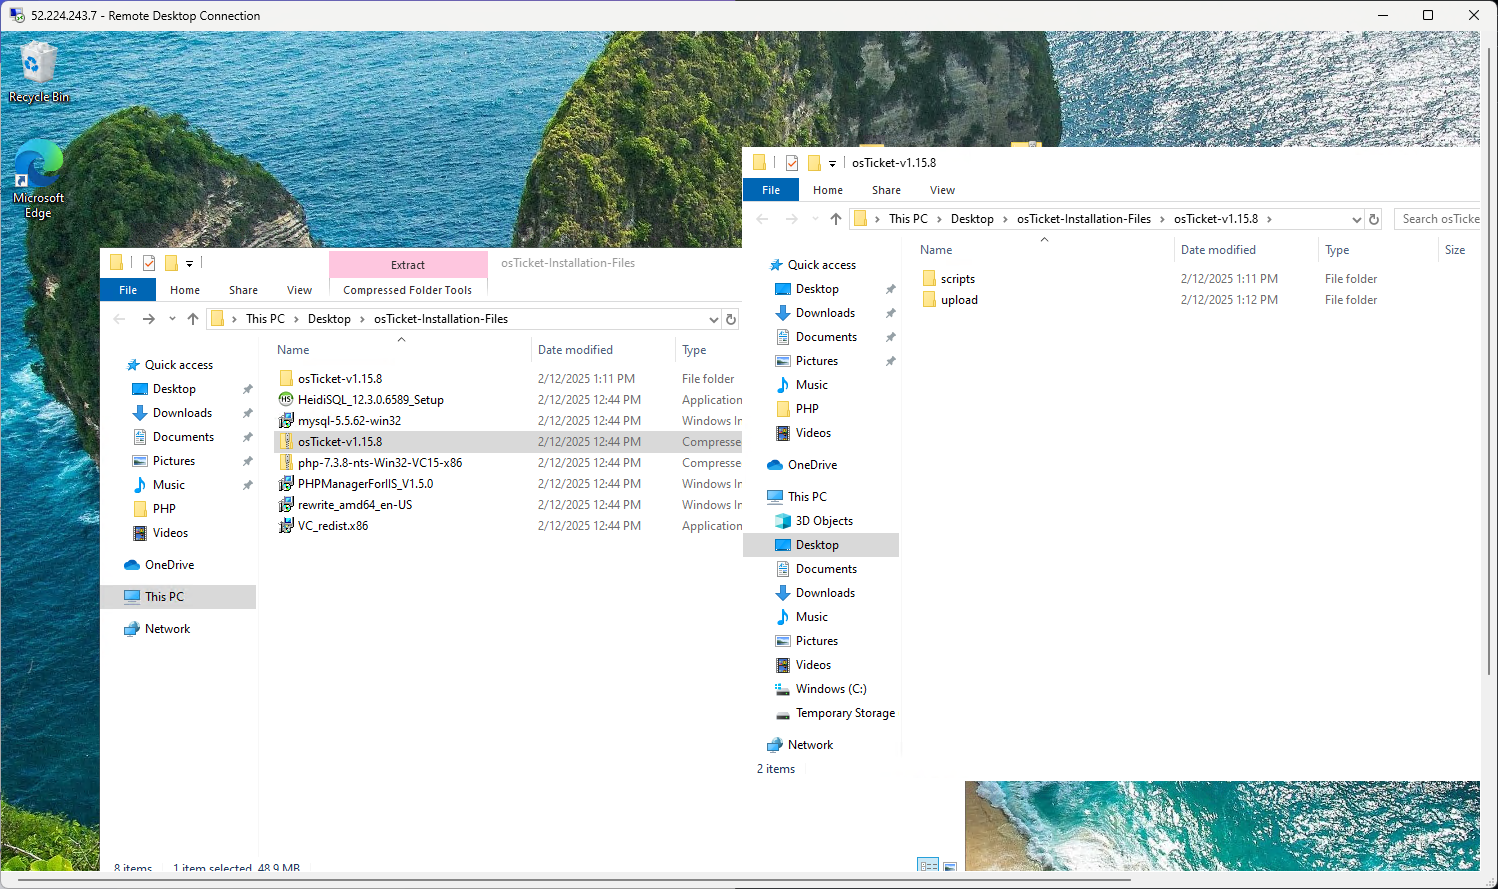 52.224.243.7 - Remote Desktop Connection
Recycle Bin
Microsoft
Edge
Extract
osTicket-Installation-Files
File
Home
Share
View
Compressed Folder Tools
This PC
Desktop
osTicket-Installation-Files
Name
Date modified
Type
Quick access
Desktop
Downloads
Documents
Pictures
Music
PHP
Videos
OneDrive
This PC
Network
osTicket-v1.15.8 2/12/2025 1:11 PM File folder
HeidiSQL_12.3.0.6589_Setup 2/12/2025 12:44 PM Application
mysql-5.5.62-win32 2/12/2025 12:44 PM Windows In
osTicket-v1.15.8 2/12/2025 12:44 PM Compresse
php-7.3.8-nts-Win32-VC15-x86 2/12/2025 12:44 PM Compresse
PHPManagerForIIS_V1.5.0 2/12/2025 12:44 PM Windows In
rewrite_amd64_en-US 2/12/2025 12:44 PM Windows In
VC_redist.x86 2/12/2025 12:44 PM Application
8 items 1 item selected 48.9 MB
osTicket-v1.15.8
File
Home
Share
View
This PC
Desktop
osTicket-Installation-Files
osTicket-v1.15.8
Search osTicke
Name
Date modified
Type
Size
Quick access
Desktop
Downloads
Documents
Pictures
Music
PHP
Videos
OneDrive
This PC
3D Objects
Desktop
Documents
Downloads
Music
Pictures
Videos
Windows (C:)
Temporary Storage
Network
scripts 2/12/2025 1:11 PM File folder
upload 2/12/2025 1:12 PM File folder
2 items